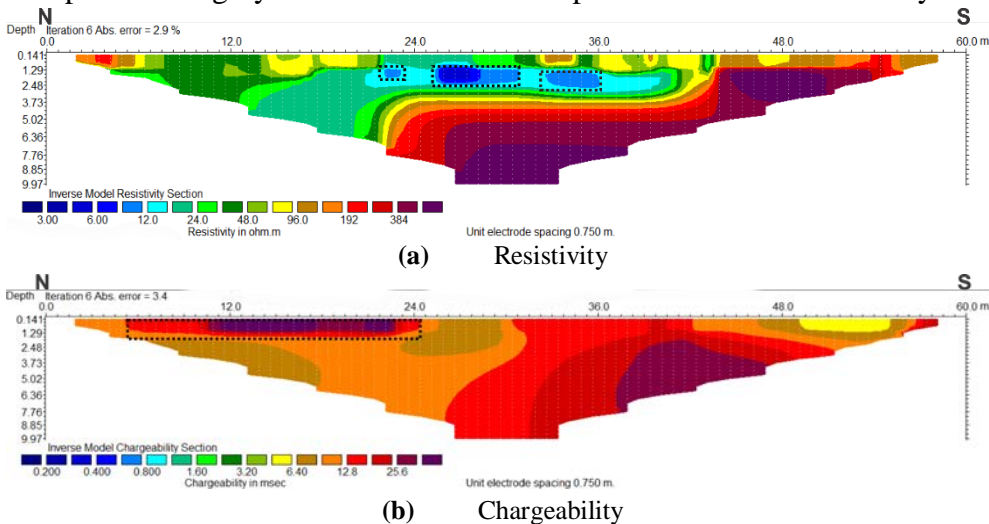 N S
Depth Iteration 6 Abs. error = 2.9 %
0.0 12.0 24.0 36.0 48.0 60.0 m
0.141
1.29
2.48
3.73
5.02
6.36
7.76
8.85
9.97
Inverse Model Resistivity Section
3.00 6.00 12.0 24.0 48.0 96.0 192 384
Resistivity in ohm.m Unit electrode spacing 0.750 m.
(a) Resistivity
N S
Depth Iteration 6 Abs. error = 3.4
0.0 12.0 24.0 36.0 48.0 60.0 m
0.141
1.29
2.48
3.73
5.02
6.36
7.76
8.85
9.97
Inverse Model Chargeability Section
0.200 0.400 0.800 1.60 3.20 6.40 12.8 25.6
Chargeability in msec Unit electrode spacing 0.750 m.
(b) Chargeability